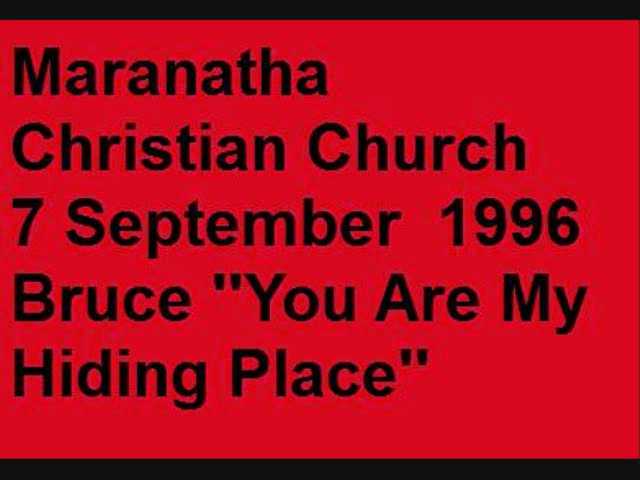 Maranatha
Christian Church
7 September  1996
Bruce "You Are My
Hiding Place"